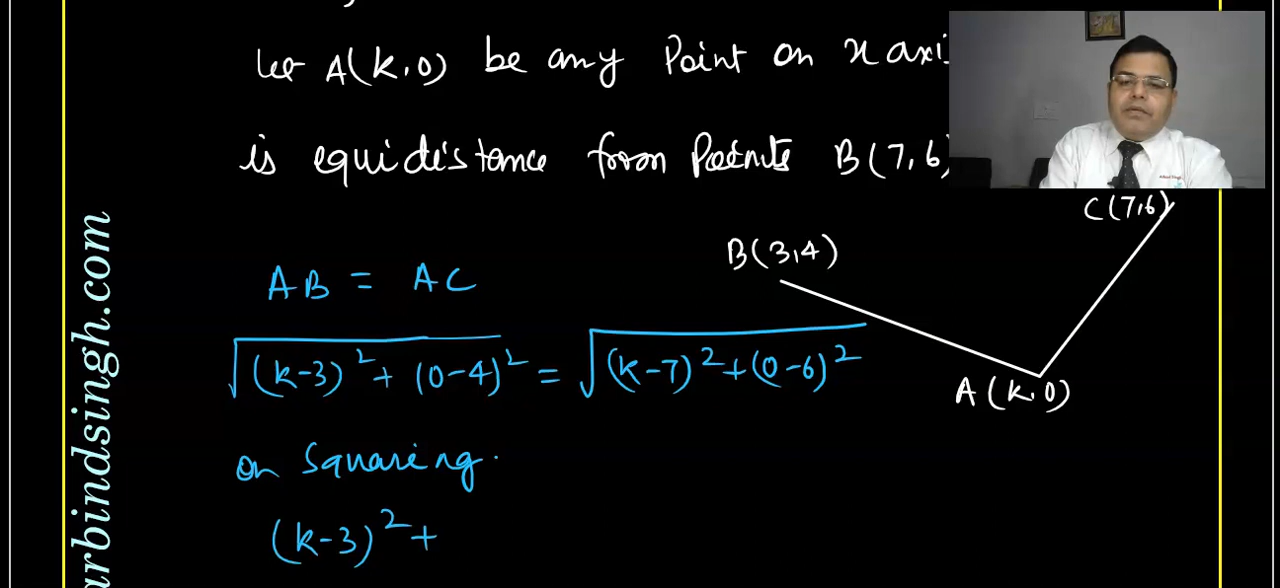 Let A(k,0) be any Point on x axi
is equidistance from Points B(7,6)
C(7,6)
B(3,4)
AB = AC
√((k-3)² + (0-4)²) = √((k-7)² + (0-6)²)
A(k,0)
on Squaring.
(k-3)² +
arbindsingh.com